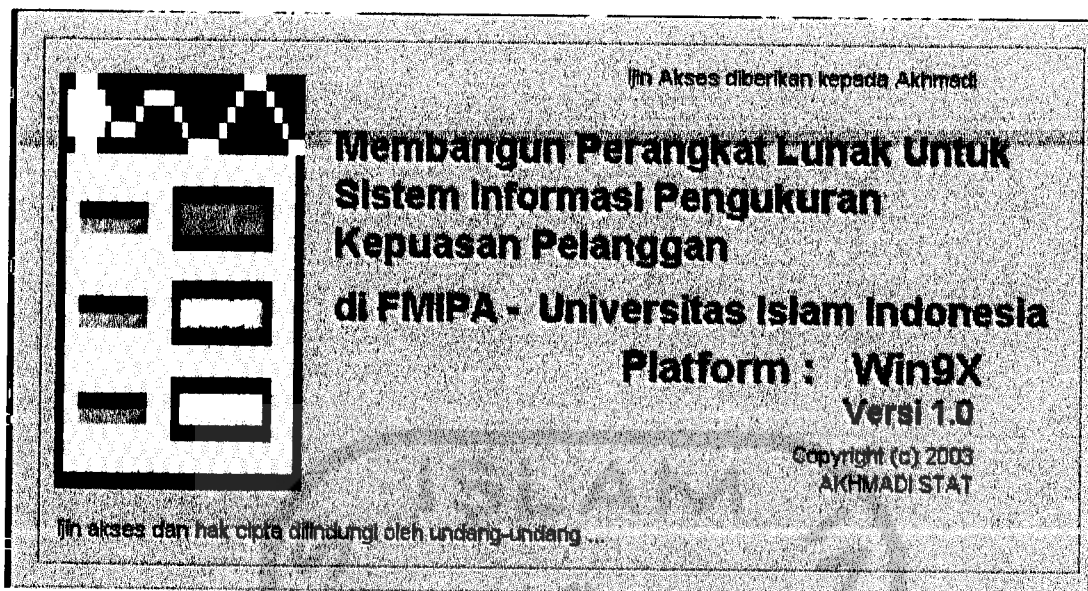 Ijin Akses diberikan kepada Akhmadi
Membangun Perangkat Lunak Untuk
Sistem Informasi Pengukuran
Kepuasan Pelanggan
di FMIPA - Universitas Islam Indonesia
Platform : Win9X
Versi 1.0
Copyright (c) 2003
AKHMADI STAT
ISLAM
Ijin akses dan hak cipta dilindungi oleh undang-undang ...